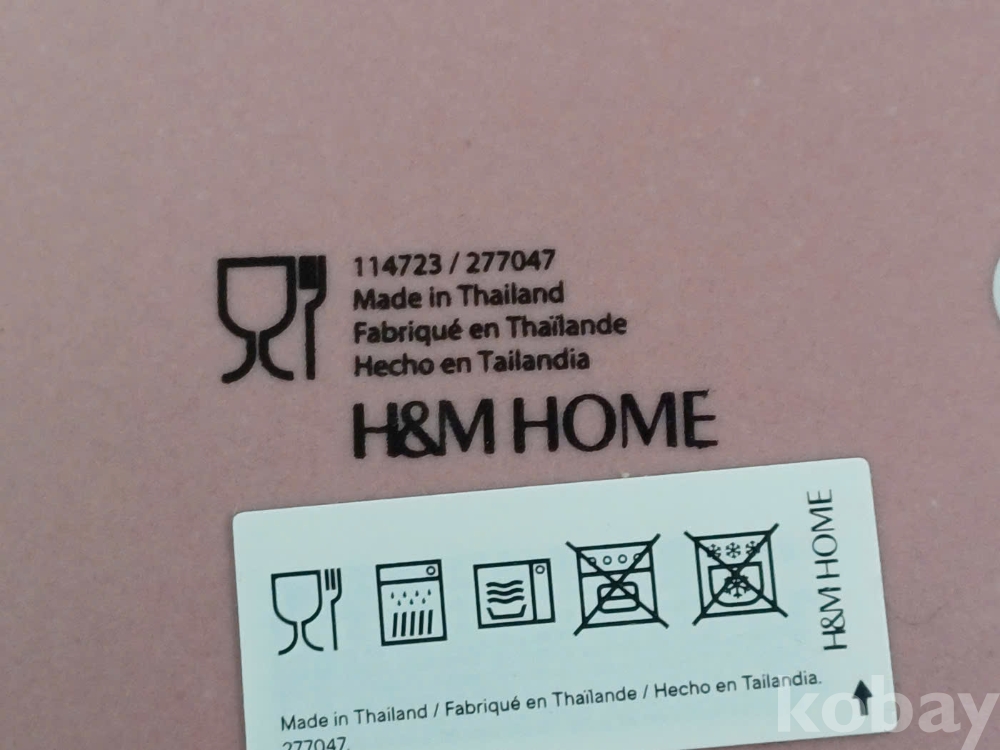 114723 / 277047
Made in Thailand
Fabriqué en Thaïlande
Hecho en Tailandia
H&M HOME
H&M HOME
Made in Thailand / Fabriqué en Thaïlande / Hecho en Tailandia.
277047.
kobay